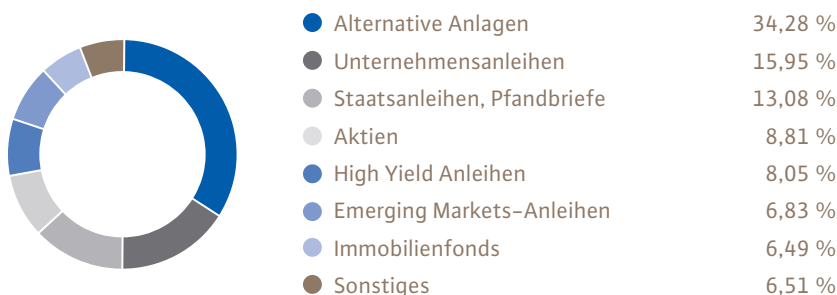 Alternative Anlagen 34,28 %
Unternehmensanleihen 15,95 %
Staatsanleihen, Pfandbriefe 13,08 %
Aktien 8,81 %
High Yield Anleihen 8,05 %
Emerging Markets-Anleihen 6,83 %
Immobilienfonds 6,49 %
Sonstiges 6,51 %